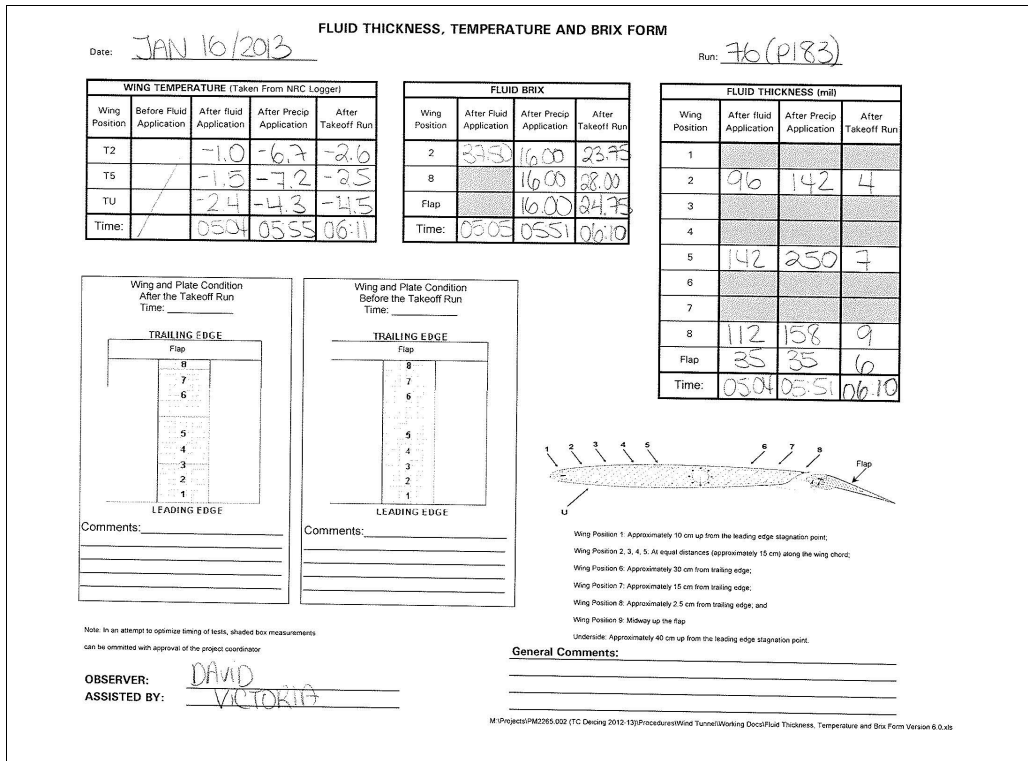 FLUID THICKNESS, TEMPERATURE AND BRIX FORM
Date: JAN 16/2013
Run: 76 (P183)
WING TEMPERATURE (Taken From NRC Logger)
Wing Position Before Fluid Application After fluid Application After Precip Application After Takeoff Run
T2 -1.0 -6.7 -2.6
T5 -1.5 -7.2 -2.5
TU -2.4 -4.3 -4.5
Time: 0504 0555 06:11
FLUID BRIX
Wing Position After Fluid Application After Precip Application After Takeoff Run
2 37.50 16.00 23.75
8 16.00 28.00
Flap 16.00 24.75
Time: 0505 0551 06:10
FLUID THICKNESS (mil)
Wing Position After fluid Application After Precip Application After Takeoff Run
1
2 96 142 4
3
4
5 142 250 7
6
7
8 112 158 9
Flap 35 35 6
Time: 0504 05:51 06:10
Wing and Plate Condition
After the Takeoff Run
Time:
TRAILING EDGE
Flap
8
7
6
5
4
3
2
1
LEADING EDGE
Comments:
Wing and Plate Condition
Before the Takeoff Run
Time:
TRAILING EDGE
Flap
8
7
6
5
4
3
2
1
LEADING EDGE
Comments:
1 2 3 4 5 6 7 8
Flap
U
Wing Position 1: Approximately 10 cm up from the leading edge stagnation point;
Wing Position 2, 3, 4, 5. At equal distances (approximately 15 cm) along the wing chord;
Wing Position 6: Approximately 30 cm from trailing edge;
Wing Position 7: Approximately 15 cm from trailing edge;
Wing Position 8: Approximately 2.5 cm from trailing edge; and
Wing Position 9: Midway up the flap
Underside: Approximately 40 cm up from the leading edge stagnation point.
Note: In an attempt to optimize timing of tests, shaded box measurements
can be ommitted with approval of the project coordinator
General Comments:
OBSERVER: DAVID
ASSISTED BY: VICTORIA
M:\Projects\PM2265.002 (TC Deicing 2012-13)\Procedures\Wind Tunnel\Working Docs\Fluid Thickness, Temperature and Brix Form Version 6.0.xls